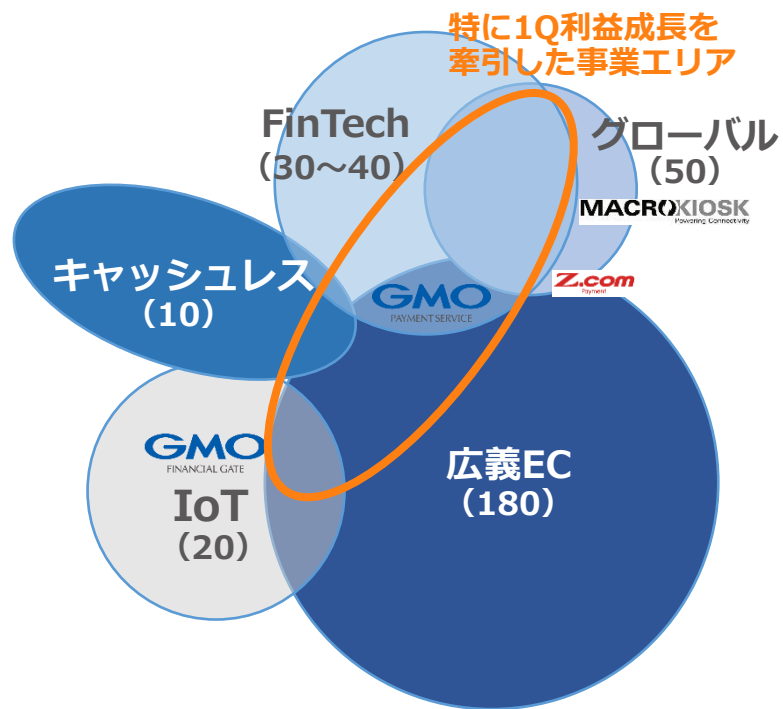 特に1Q利益成長を
牽引した事業エリア
FinTech
（30～40）
グローバル
（50）
MACROKIOSK
Powering Connectivity
キャッシュレス
（10）
Z.com
Payment
GMO
PAYMENT SERVICE
GMO
FINANCIAL GATE
IoT
（20）
広義EC
（180）